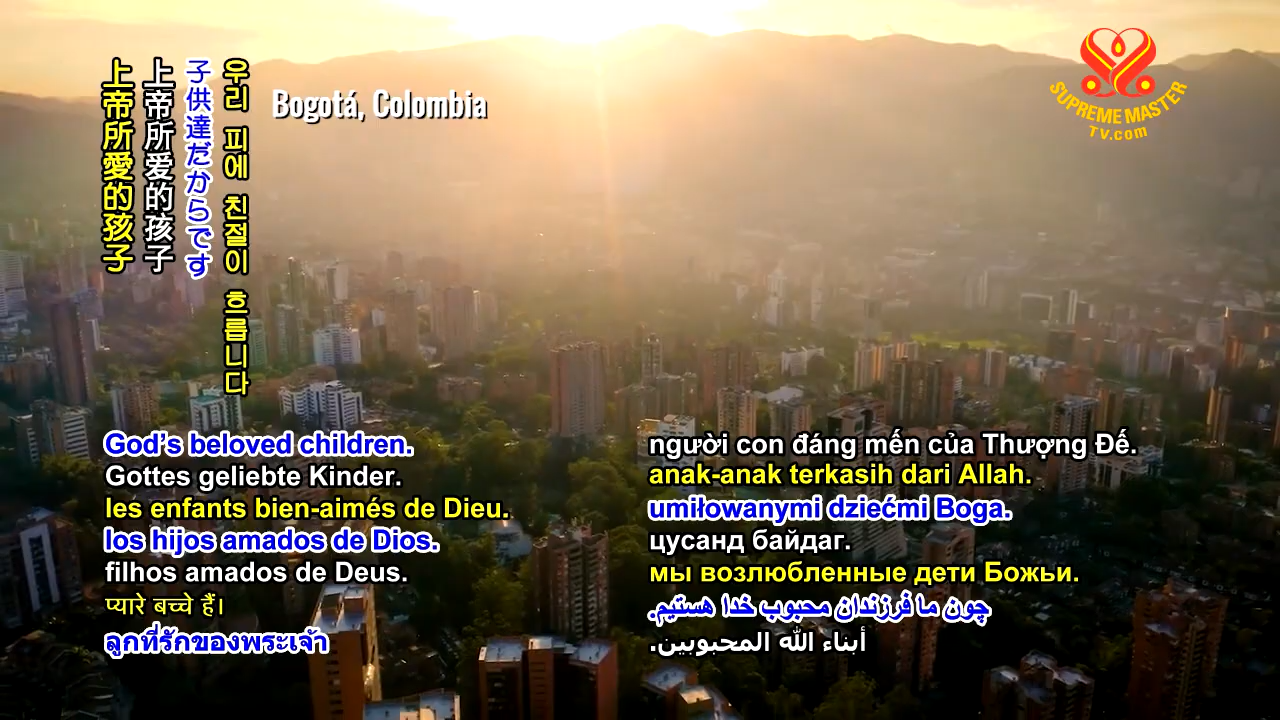 上帝所愛的孩子
上帝所爱的孩子
子供達だからです
우리 피에 친절이 흐릅니다
Bogotá, Colombia
SUPREME MASTER
TV.com
God's beloved children.
Gottes geliebte Kinder.
les enfants bien-aimés de Dieu.
los hijos amados de Dios.
filhos amados de Deus.
प्यारे बच्चे हैं।
ลูกที่รักของพระเจ้า
người con đáng mến của Thượng Đế.
anak-anak terkasih dari Allah.
umiłowanymi dziećmi Boga.
цусанд байдаг.
мы возлюбленные дети Божьи.
چون ما فرزندان محبوب خدا هستیم.
أبناء الله المحبوبين.